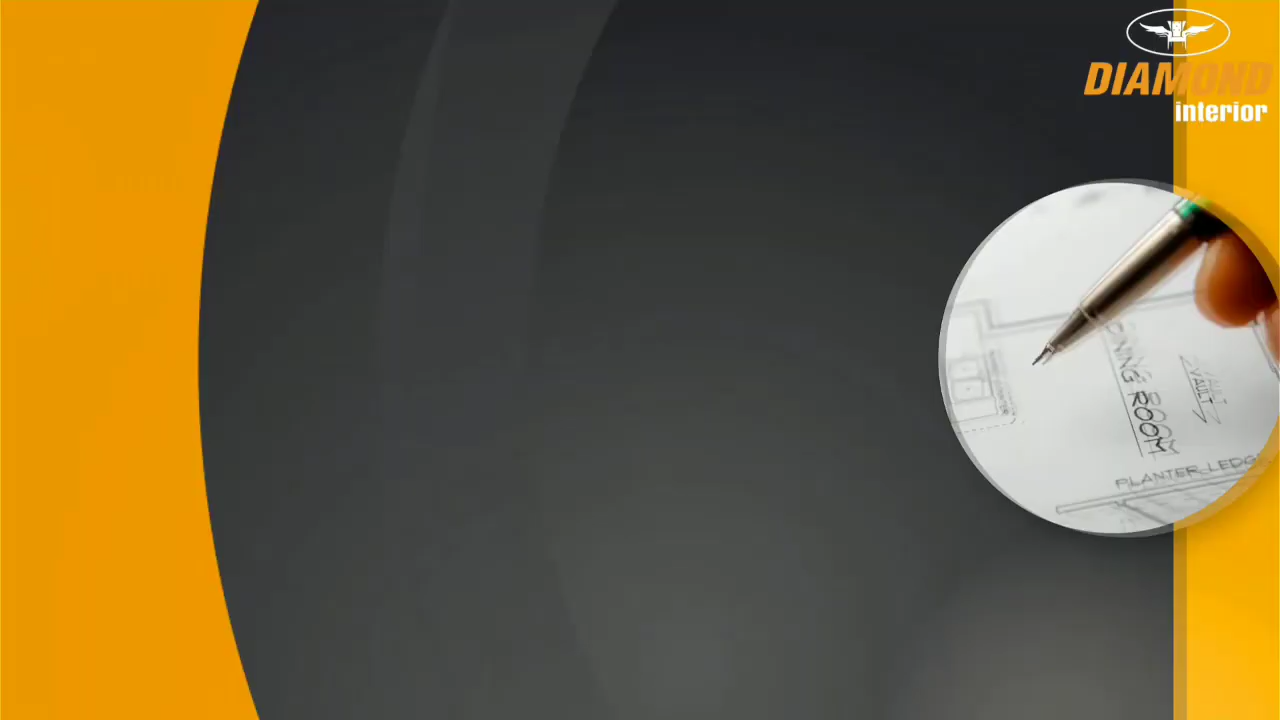 DIAMOND
interior
DINING ROOM
VAULT
PLANTER LEDGE